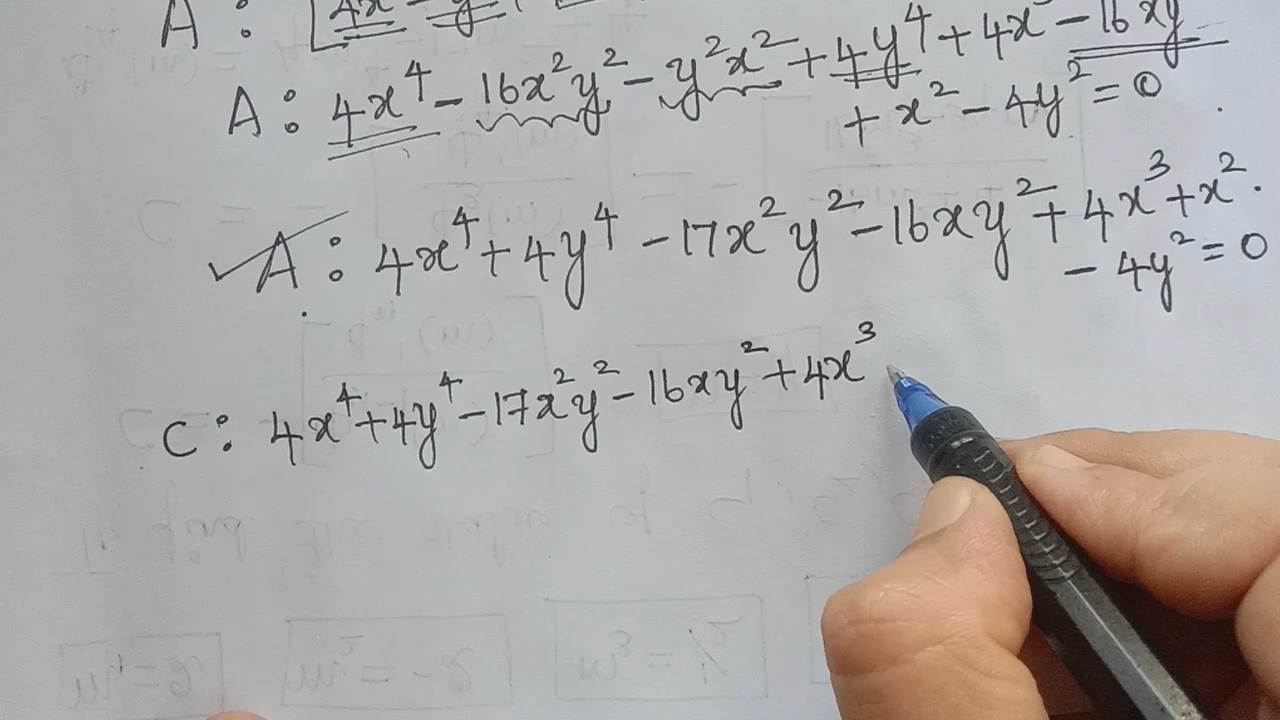 A : [4x
A : 4x⁴ - 16x²y² - y²x² + 4y⁴ + 4x³ - 16xy
+ x² - 4y² = 0
A : 4x⁴ + 4y⁴ - 17x²y² - 16xy² + 4x³ + x²
- 4y² = 0
C : 4x⁴ + 4y⁴ - 17x²y² - 16xy² + 4x³